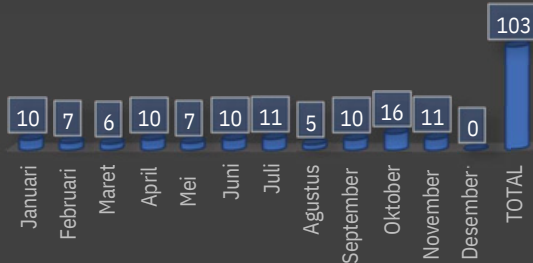 103
10
7
6
10
7
10
11
5
10
16
11
0
Januari
Februari
Maret
April
Mei
Juni
Juli
Agustus
September
Oktober
November
Desember·
TOTAL